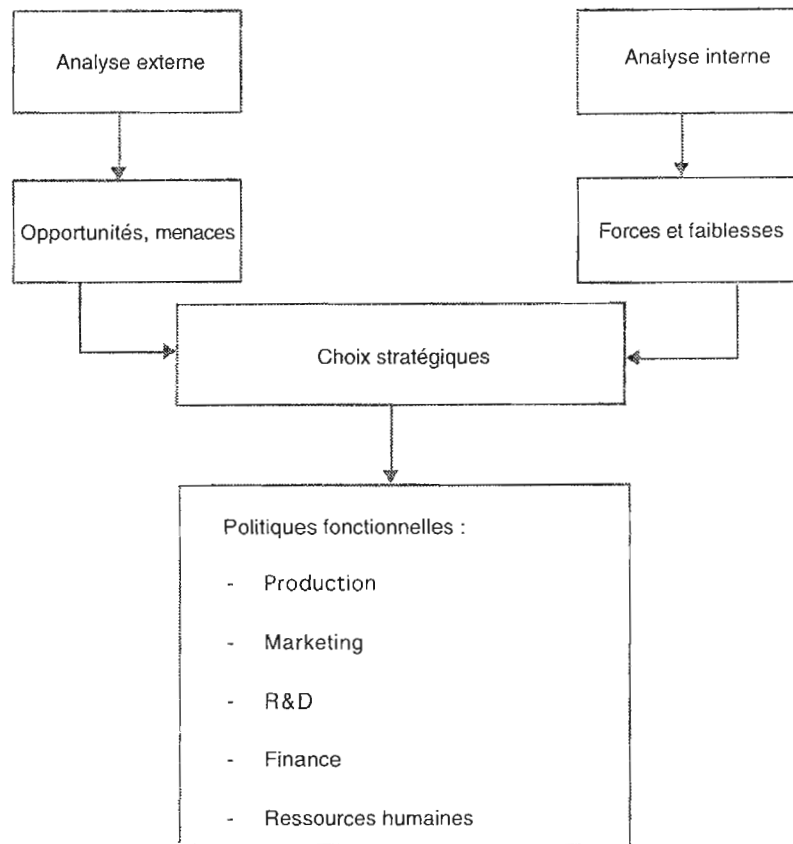 Analyse externe
Analyse interne
Opportunités, menaces
Forces et faiblesses
Choix stratégiques
Politiques fonctionnelles :
- Production
- Marketing
- R&D
- Finance
- Ressources humaines